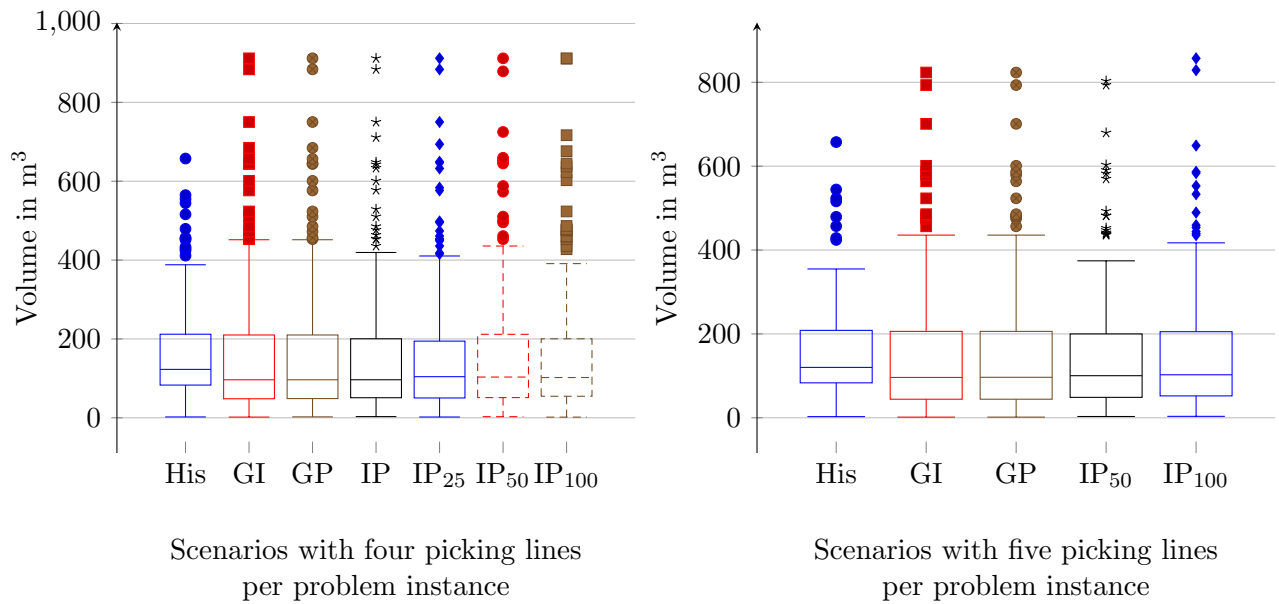 1,000
800
600
400
200
0
Volume in m³
His GI GP IP IP₂₅ IP₅₀ IP₁₀₀
Scenarios with four picking lines
per problem instance
800
600
400
200
0
Volume in m³
His GI GP IP₅₀ IP₁₀₀
Scenarios with five picking lines
per problem instance